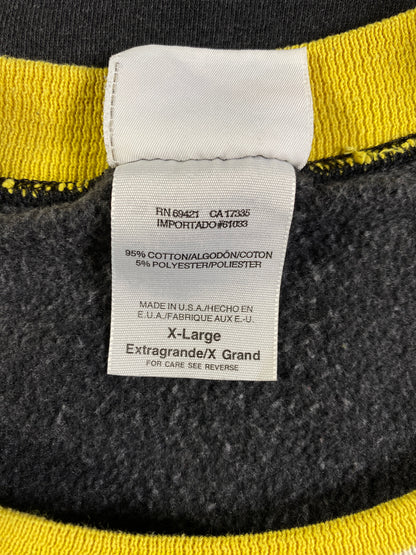 RN 69421 CA 17335
IMPORTADO#61033
95% COTTON/ALGODÓN/COTON
5% POLYESTER/POLIESTER
MADE IN U.S.A./HECHO EN
E.U.A./FABRIQUE AUX E.-U.
X-Large
Extragrande/X Grand
FOR CARE SEE REVERSE